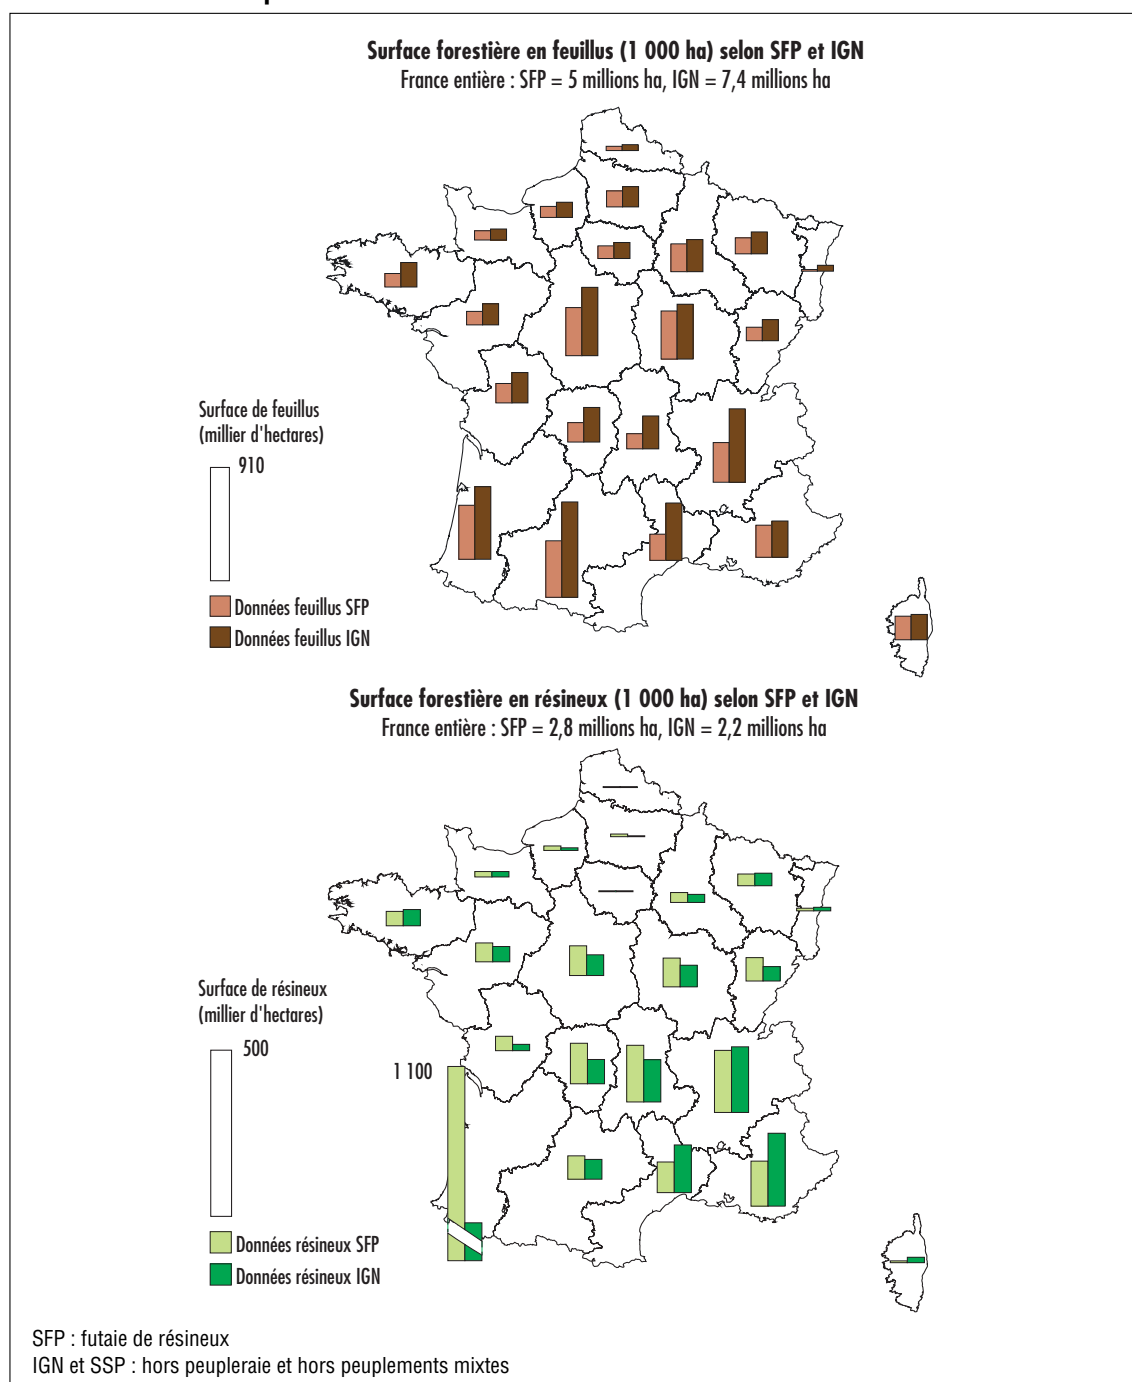 Surface forestière en feuillus (1 000 ha) selon SFP et IGN
France entière : SFP = 5 millions ha, IGN = 7,4 millions ha
Surface de feuillus
(millier d'hectares)
910
Données feuillus SFP
Données feuillus IGN
Surface forestière en résineux (1 000 ha) selon SFP et IGN
France entière : SFP = 2,8 millions ha, IGN = 2,2 millions ha
Surface de résineux
(millier d'hectares)
500
1 100
Données résineux SFP
Données résineux IGN
SFP : futaie de résineux
IGN et SSP : hors peupleraie et hors peuplements mixtes